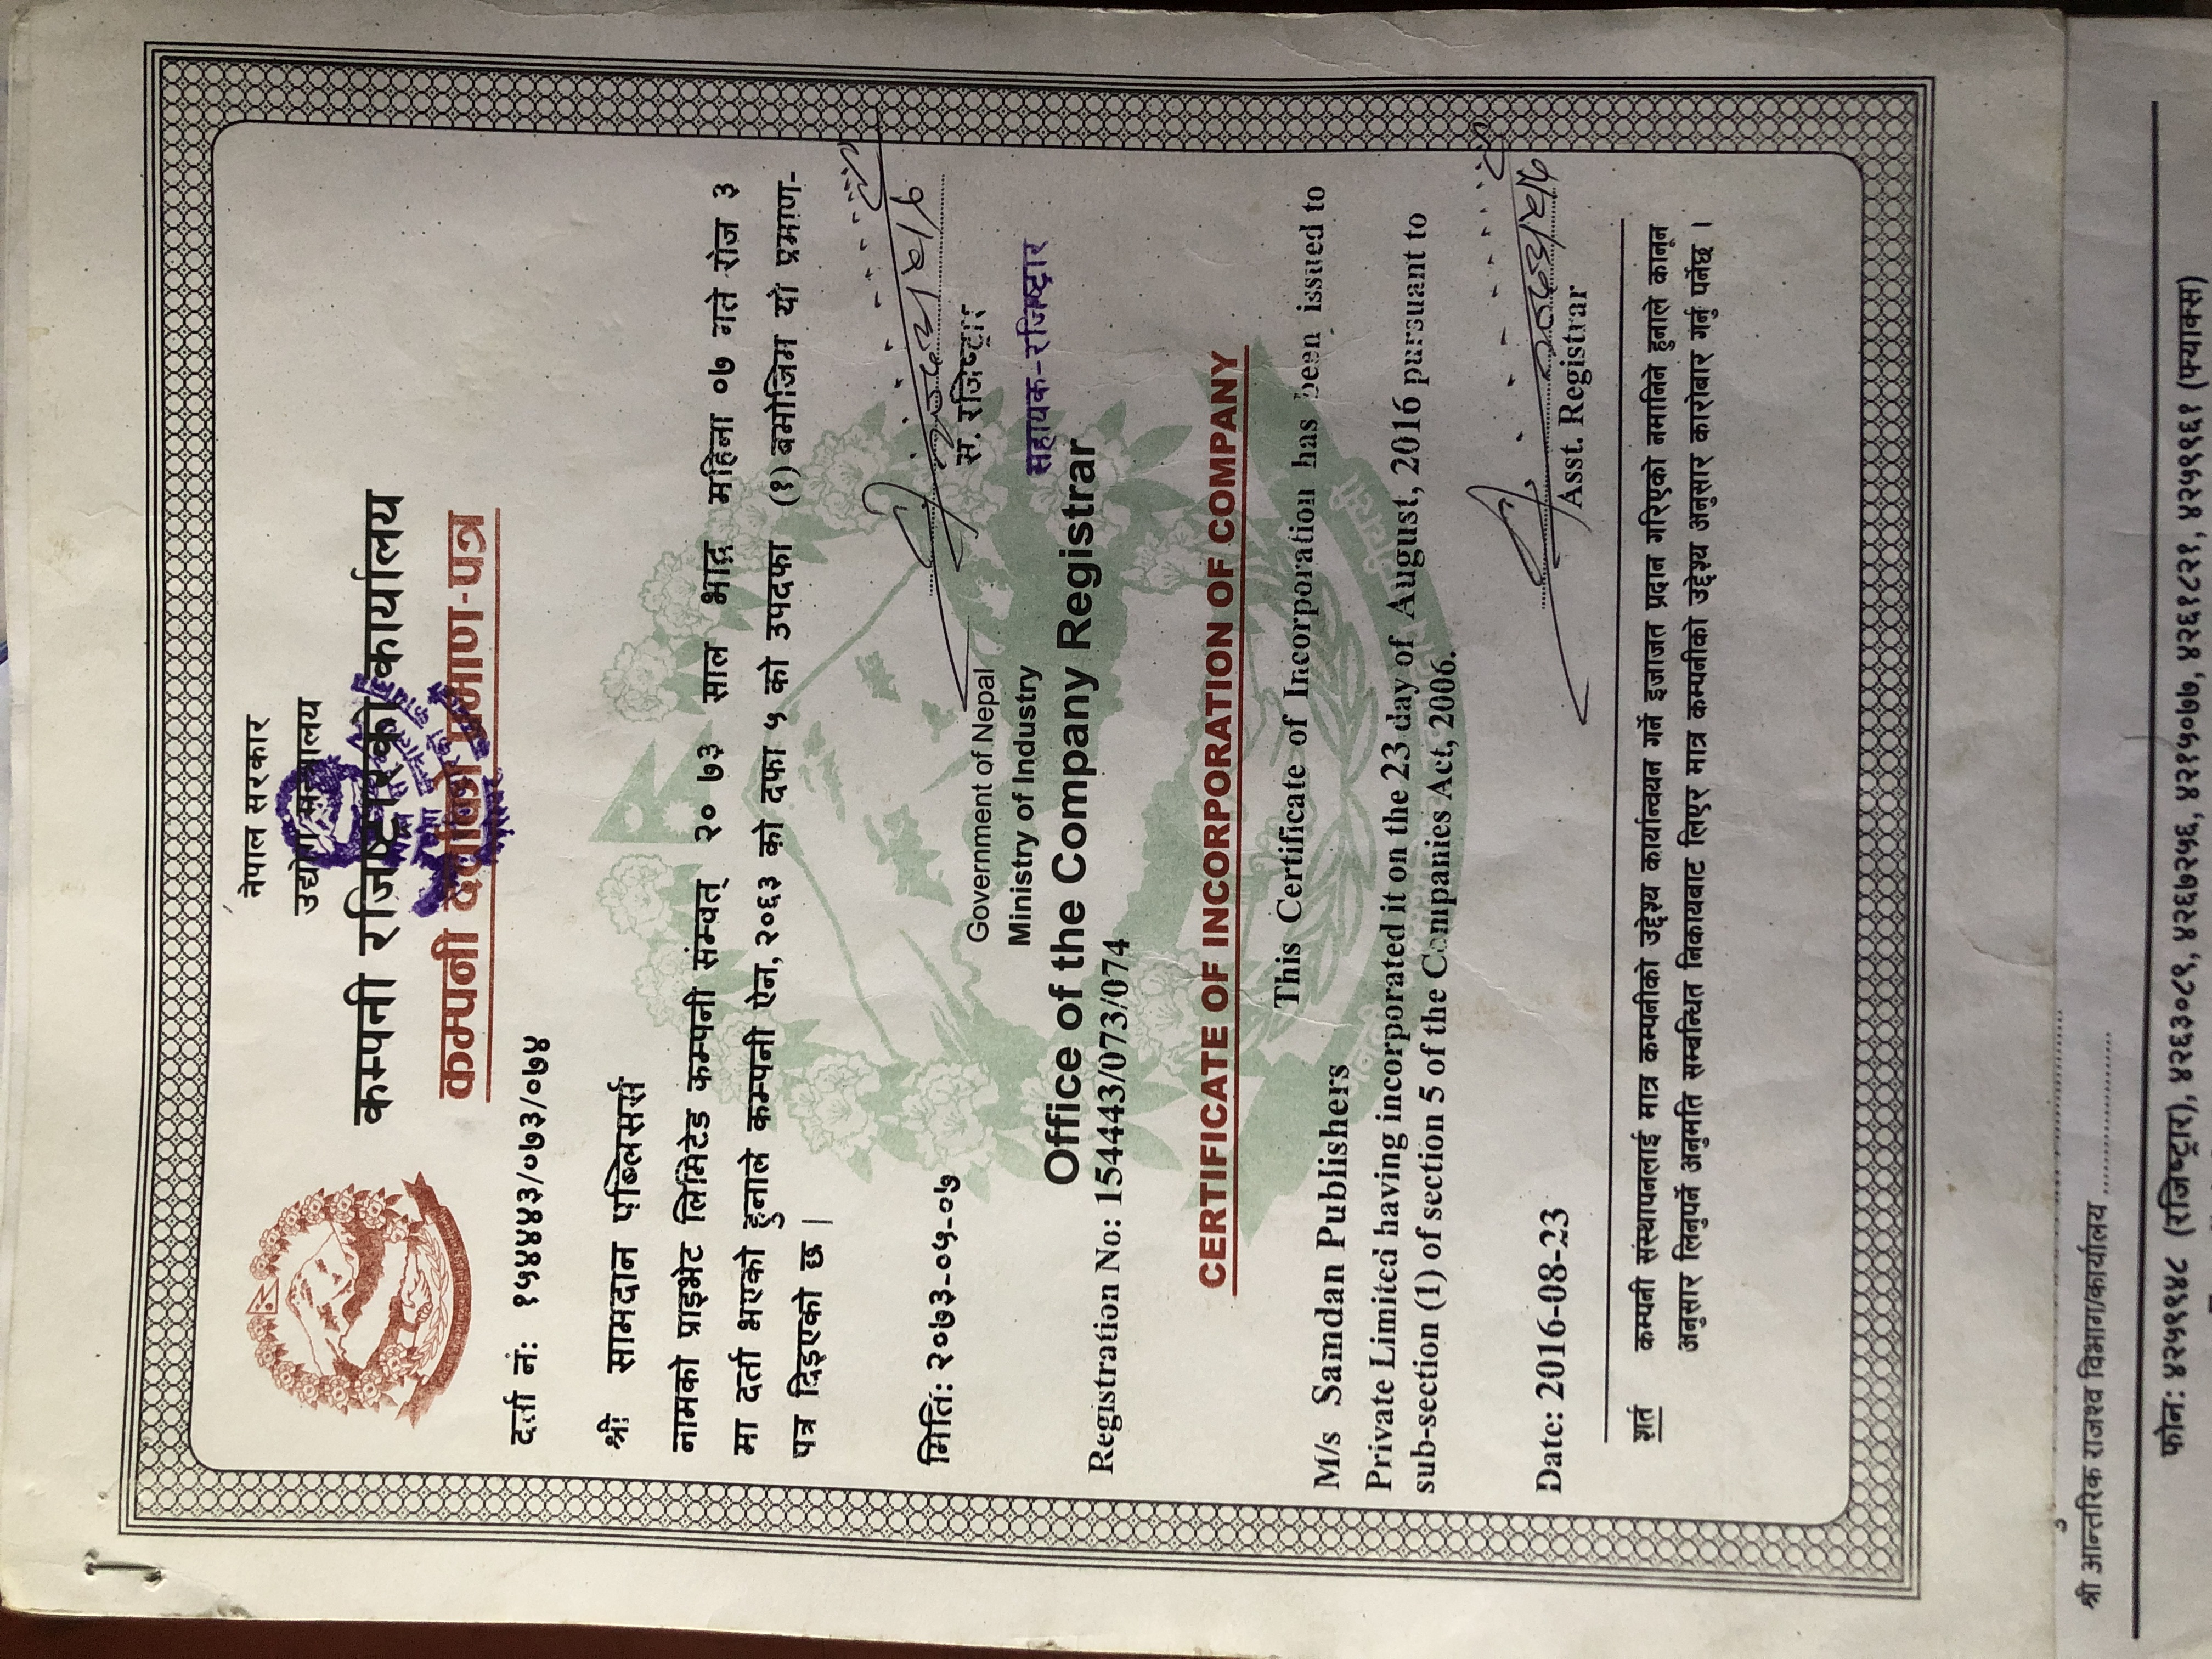 नेपाल सरकार
उद्योग मन्त्रालय
कम्पनी रजिष्ट्रारको कार्यालय
कम्पनी दर्ताको प्रमाण-पत्र
दर्ता नं: १५४४४३/०७३/०७४
श्री सामदान पब्लिसर्स
नामको प्राइभेट लिमिटेड कम्पनी संम्वत् २० ७३ साल भाद्र महिना ०७ गते रोज ३
मा दर्ता भएको हुनाले कम्पनी ऐन, २०६३ को दफा ५ को उपदफा (१) बमोजिम यो प्रमाण-
पत्र दिइएको छ |
मिति: २०७३-०५-०७
स. रजिष्ट्रार
सहायक-रजिष्ट्रार
Government of Nepal
Ministry of Industry
Office of the Company Registrar
Registration No: 154443/073/074
CERTIFICATE OF INCORPORATION OF COMPANY
This Certificate of Incorporation has been issued to
M/s Samdan Publishers
Private Limited having incorporated it on the 23 day of August, 2016 pursuant to
sub-section (1) of section 5 of the Companies Act, 2006.
Date: 2016-08-23
Asst. Registrar
शर्त कम्पनी संस्थापनलाई मात्र कम्पनीको उद्देश्य कार्यान्वयन गर्ने इजाजत प्रदान गरिएको नमानिने हुनाले कानून
अनुसार लिनुपर्ने अनुमति सम्बन्धित निकायबाट लिएर मात्र कम्पनीको उद्देश्य अनुसार कारोबार गर्नु पर्नेछ ।
श्री आन्तरिक राजश्व विभाग/कार्यालय
फोन: ४२५९९४८ (रजिष्ट्रार), ४२६३०८९, ४२६७२५६, ४२१५०७७, ४२६१८२१, ४२५९९६१ (फ्याक्स)